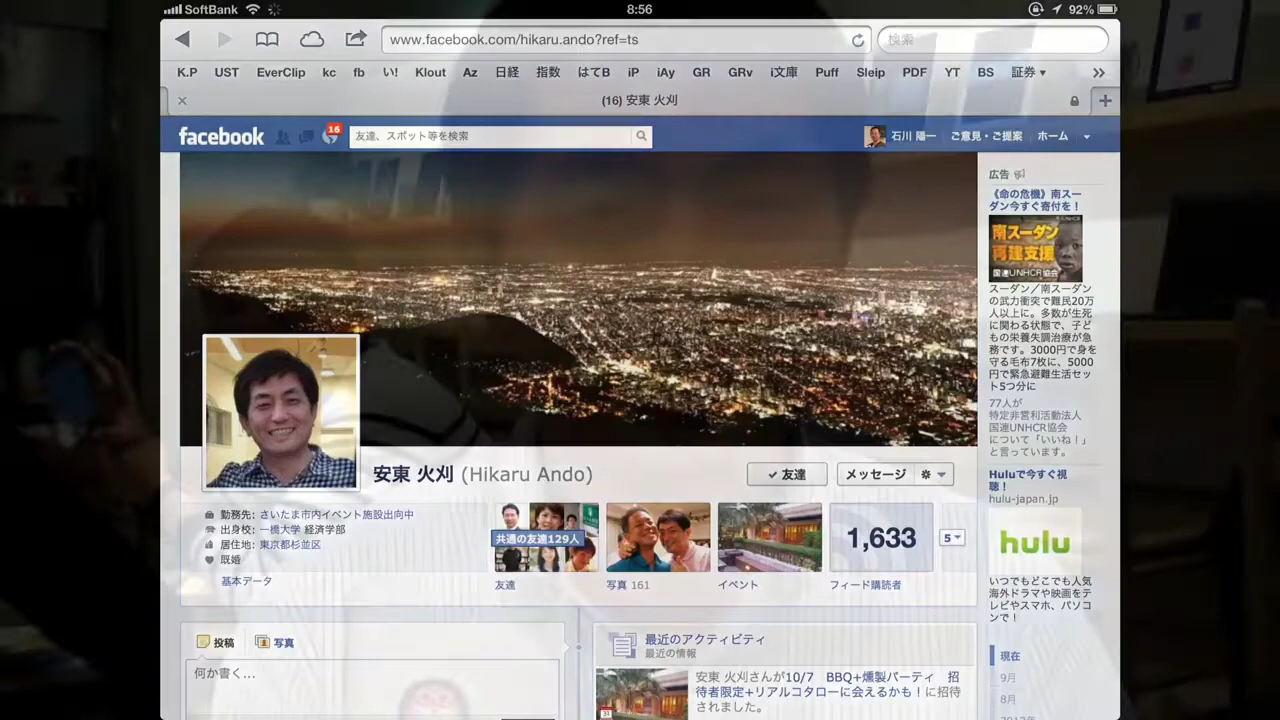 SoftBank
8:56
92%
www.facebook.com/hikaru.ando?ref=ts
検索
K.P UST EverClip kc fb い! Klout Az 日経 指数 はてB iP iAy GR GRv i文庫 Puff Sleip PDF YT BS 証券
(16) 安東 火刈
facebook
16
友達、スポット等を検索
石川 陽一 ご意見・ご提案 ホーム
広告
《命の危機》南スー
ダン今すぐ寄付を！
南スーダン
再建支援
国連UNHCR協会
スーダン／南スーダン
の武力衝突で難民20万
人以上に。多数が生死
に関わる状態で、子ど
もの栄養失調治療が急
務です。3000円で身を
守る毛布7枚に、5000
円で緊急避難生活セッ
ト5つ分に
77人が
特定非営利活動法人
国連UNHCR協会
について「いいね！」
と言っています。
Huluで今すぐ視
聴！
hulu-japan.jp
hulu
いつでもどこでも人気
海外ドラマや映画をテ
レビやスマホ、パソコ
ンで！
現在
9月
8月
安東 火刈 (Hikaru Ando)
友達
メッセージ
勤務先: さいたま市内イベント施設出向中
出身校: 一橋大学 経済学部
居住地: 東京都杉並区
既婚
基本データ
共通の友達129人
友達
写真 161
イベント
1,633
フィード購読者
5
投稿
写真
何か書く...
最近のアクティビティ
最近の情報
31
安東 火刈さんが10/7 BBQ+燻製パーティ 招
待者限定+リアルコタローに会えるかも！に招待
されました。